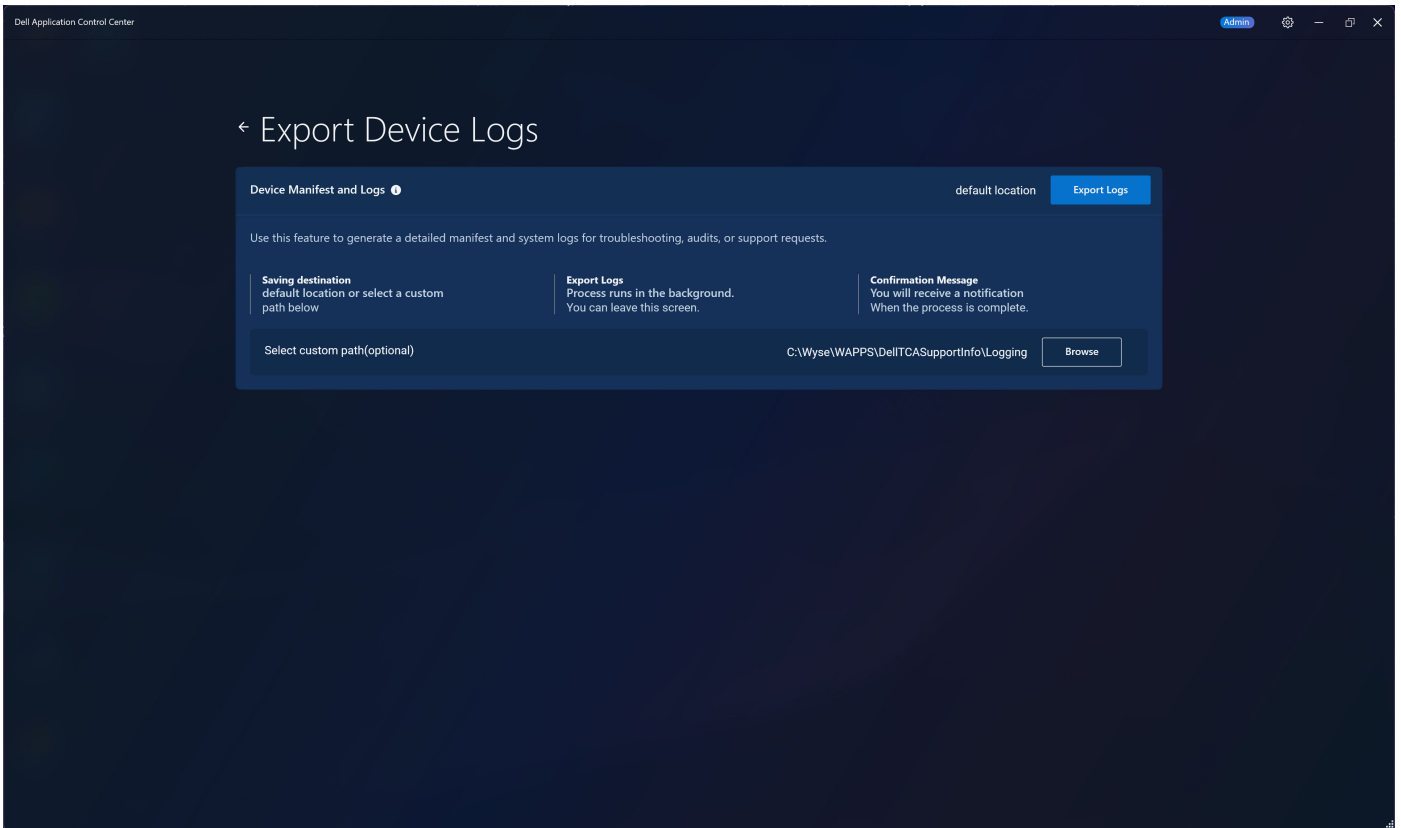 Dell Application Control Center
Admin
Export Device Logs
Device Manifest and Logs
default location
Export Logs
Use this feature to generate a detailed manifest and system logs for troubleshooting, audits, or support requests.
Saving destination
default location or select a custom
path below
Export Logs
Process runs in the background.
You can leave this screen.
Confirmation Message
You will receive a notification
When the process is complete.
Select custom path(optional)
C:\Wyse\WAPPS\DellTCASupportInfo\Logging
Browse